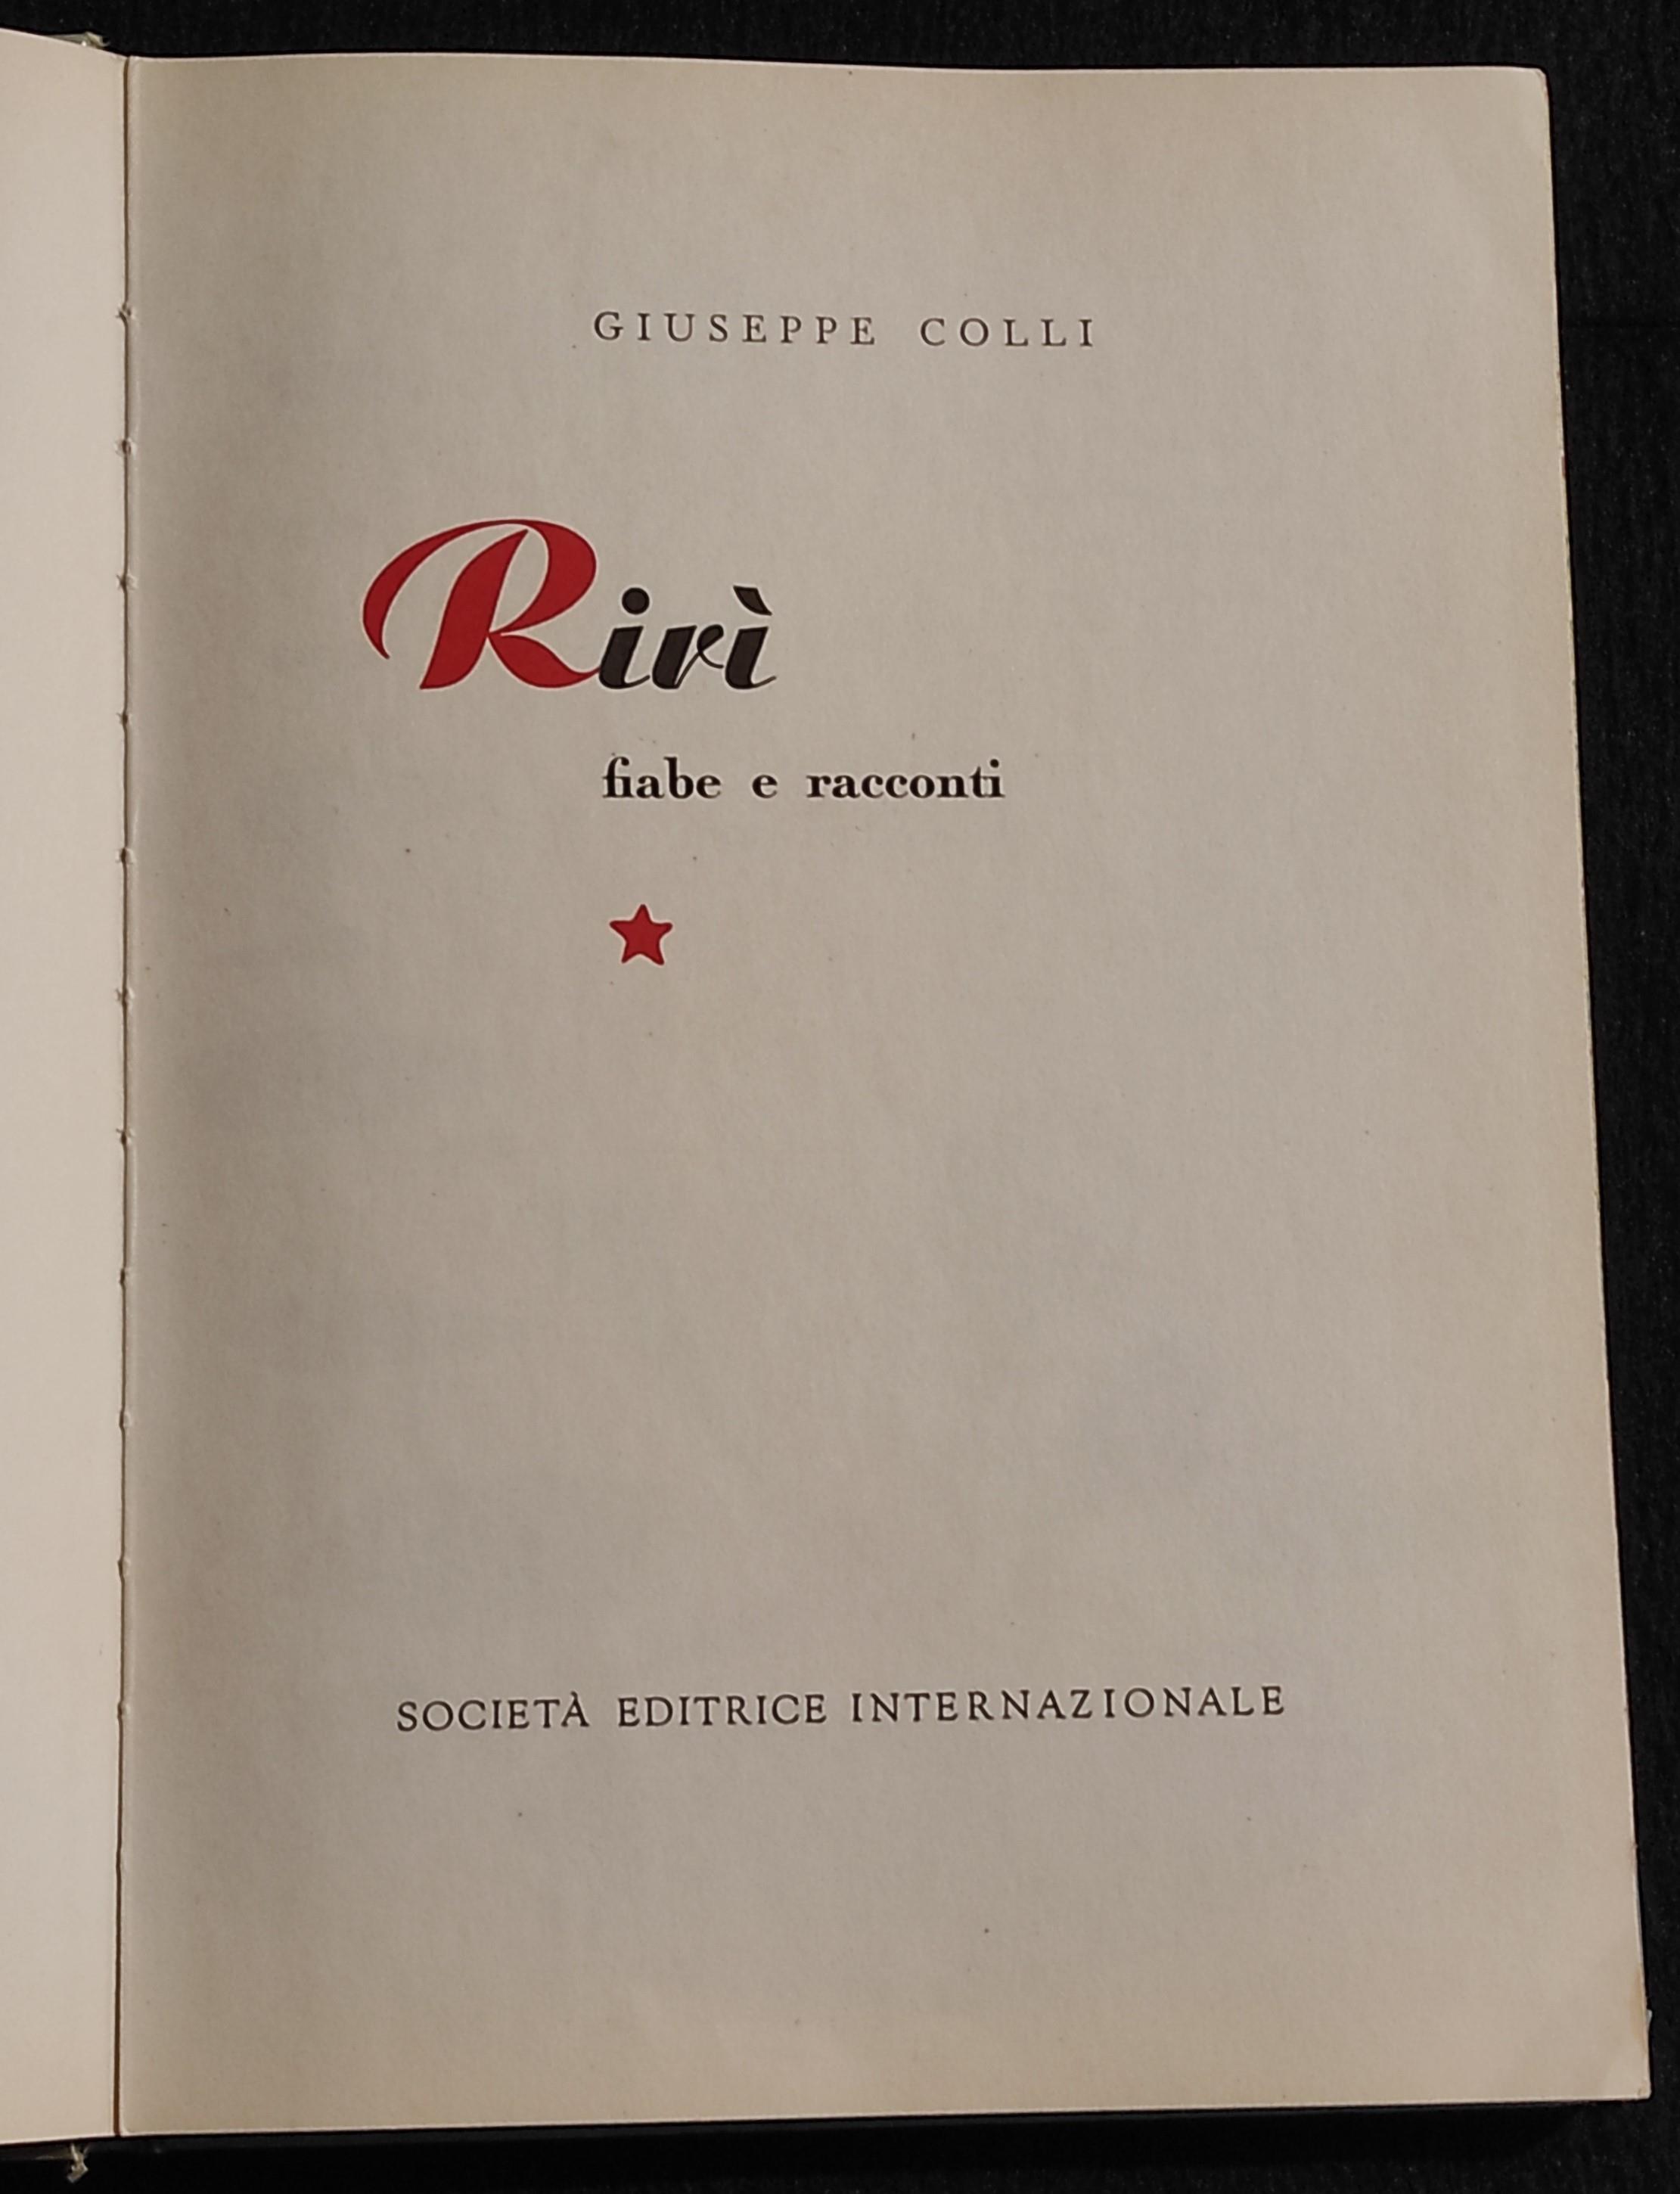 GIUSEPPE COLLI
Rirì
fiabe e racconti
SOCIETÀ EDITRICE INTERNAZIONALE